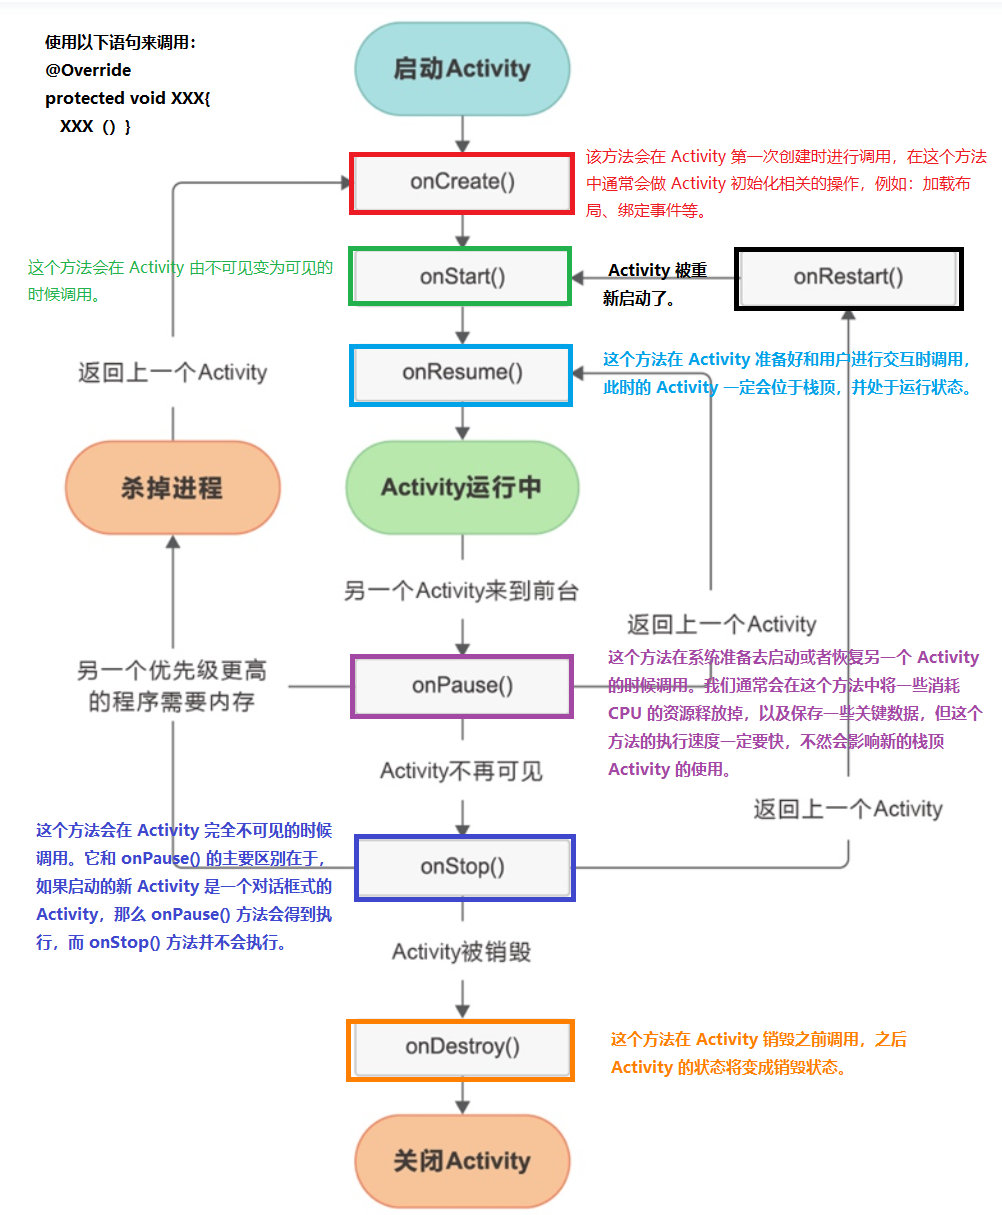 使用以下语句来调用：
@Override
protected void XXX{
XXX（）}
启动Activity
onCreate()
该方法会在 Activity 第一次创建时进行调用，在这个方法
中通常会做 Activity 初始化相关的操作，例如：加载布
局、绑定事件等。
这个方法会在 Activity 由不可见变为可见的
时候调用。
onStart()
Activity 被重
新启动了。
onRestart()
返回上一个Activity
onResume()
这个方法在 Activity 准备好和用户进行交互时调用，
此时的 Activity 一定会位于栈顶，并处于运行状态。
杀掉进程
Activity运行中
另一个Activity来到前台
返回上一个Activity
另一个优先级更高
的程序需要内存
onPause()
这个方法在系统准备去启动或者恢复另一个 Activity
的时候调用。我们通常会在这个方法中将一些消耗
CPU 的资源释放掉，以及保存一些关键数据，但这个
方法的执行速度一定要快，不然会影响新的栈顶
Activity 的使用。
Activity不再可见
返回上一个Activity
这个方法会在 Activity 完全不可见的时候
调用。它和 onPause() 的主要区别在于，
如果启动的新 Activity 是一个对话框式的
Activity，那么 onPause() 方法会得到执
行，而 onStop() 方法并不会执行。
onStop()
Activity被销毁
onDestroy()
这个方法在 Activity 销毁之前调用，之后
Activity 的状态将变成销毁状态。
关闭Activity